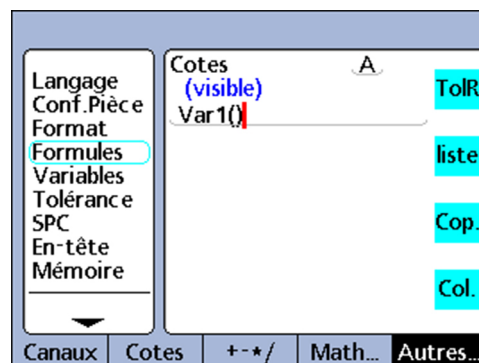 Langage
Conf.Pièce
Format
Formules
Variables
Tolérance
SPC
En-tête
Mémoire
Cotes A
(visible)
Var1()
TolR
liste
Cop.
Col.
Canaux Cotes +-*/ Math... Autres...